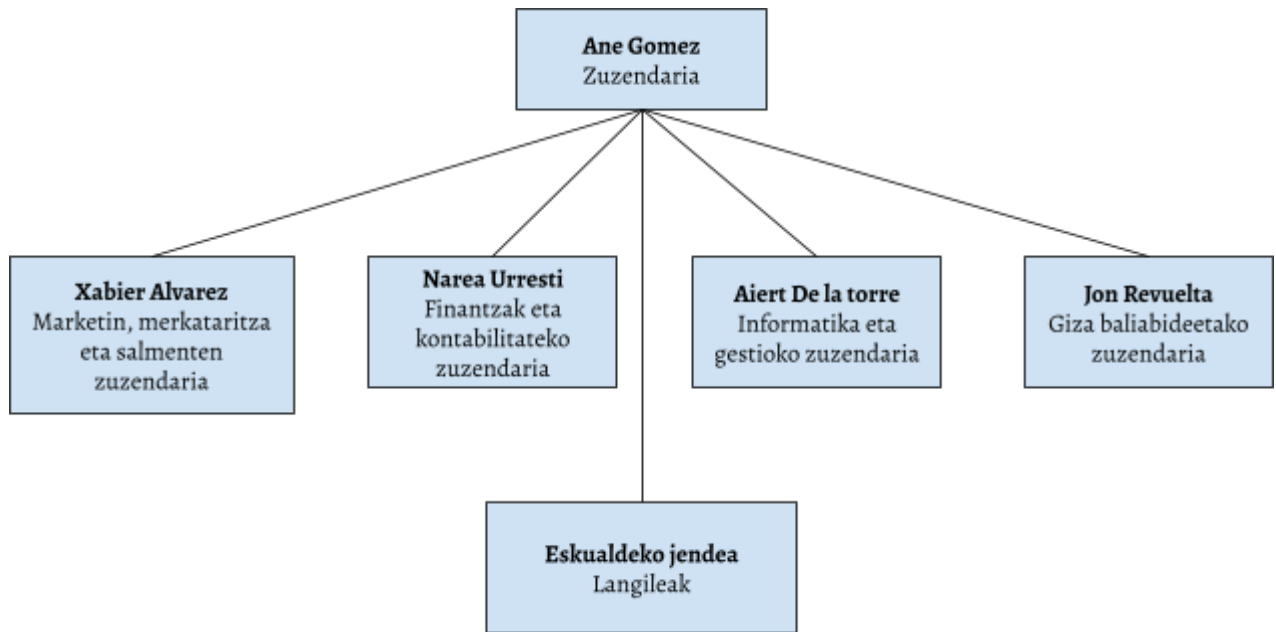 Ane Gomez
Zuzendaria
Xabier Alvarez
Marketin, merkataritza
eta salmenten
zuzendaria
Narea Urresti
Finantzak eta
kontabilitateko
zuzendaria
Aiert De la torre
Informatika eta
gestioko zuzendaria
Jon Revuelta
Giza baliabideetako
zuzendaria
Eskualdeko jendea
Langileak